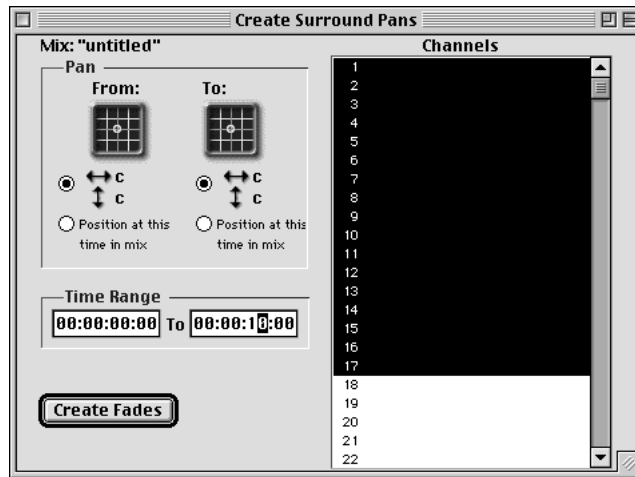 Create Surround Pans
Mix: "untitled"
Pan
From:
To:
C
C
C
C
Position at this
time in mix
Position at this
time in mix
Time Range
00:00:00:00 To 00:00:10:00
Create Fades
Channels
1
2
3
4
5
6
7
8
9
10
11
12
13
14
15
16
17
18
19
20
21
22